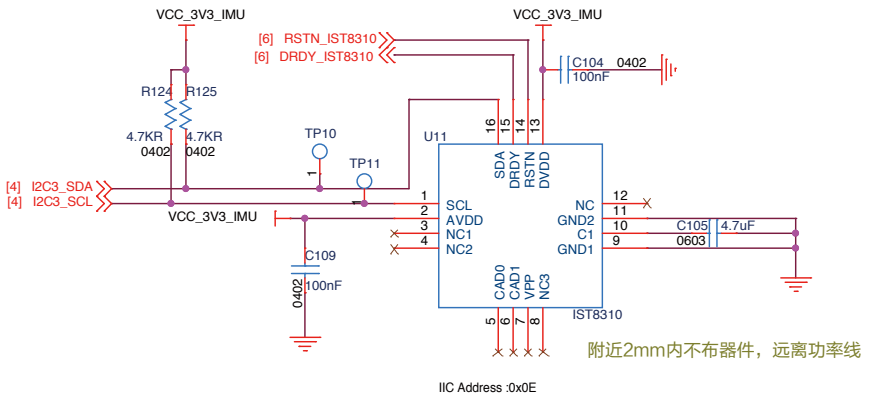 VCC_3V3_IMU
VCC_3V3_IMU
[6] RSTN_IST8310
[6] DRDY_IST8310
C104 0402
100nF
R124 R125
4.7KR 4.7KR
0402 0402
TP10
1
TP11
1
U11
16 15 14 13
SDA DRDY RSTN DVDD
[4] I2C3_SDA
[4] I2C3_SCL
VCC_3V3_IMU
1 SCL
2 AVDD
3 NC1
4 NC2
NC 12
GND2 11
C1 10
GND1 9
C105 4.7uF
0603
C109
100nF
0402
CAD0 CAD1 VPP NC3
5 6 7 8
IST8310
附近2mm内不布器件，远离功率线
IIC Address :0x0E